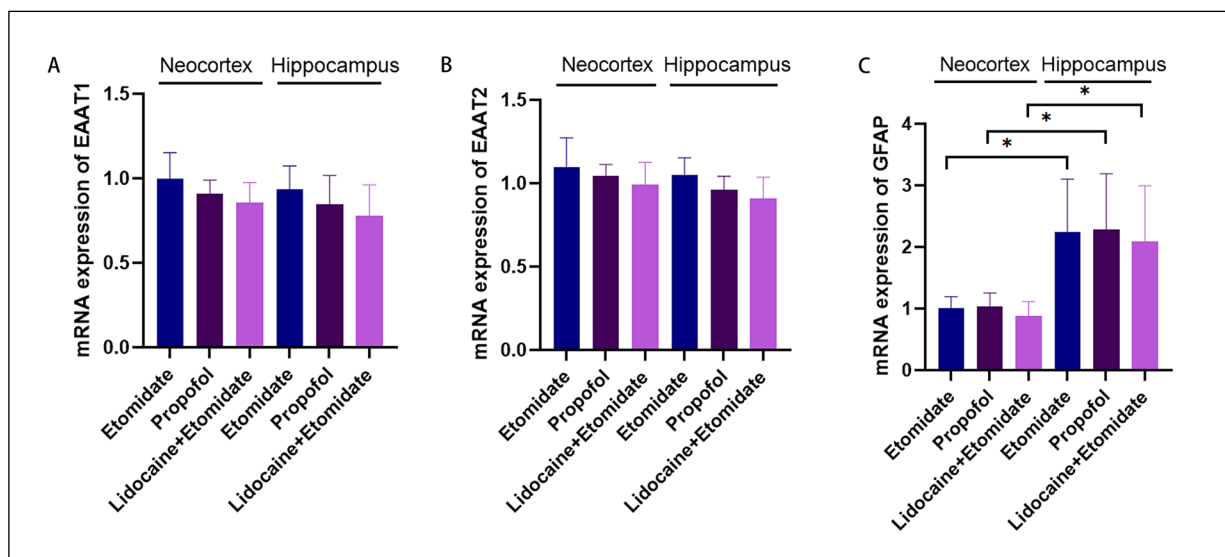 A
Neocortex Hippocampus
mRNA expression of EAAT1
1.5
1.0
0.5
0.0
Etomidate
Propofol
Lidocaine+Etomidate
Etomidate
Propofol
Lidocaine+Etomidate
B
Neocortex Hippocampus
mRNA expression of EAAT2
1.5
1.0
0.5
0.0
Etomidate
Propofol
Lidocaine+Etomidate
Etomidate
Propofol
Lidocaine+Etomidate
C
Neocortex Hippocampus
*
*
*
mRNA expression of GFAP
4
3
2
1
0
Etomidate
Propofol
Lidocaine+Etomidate
Etomidate
Propofol
Lidocaine+Etomidate